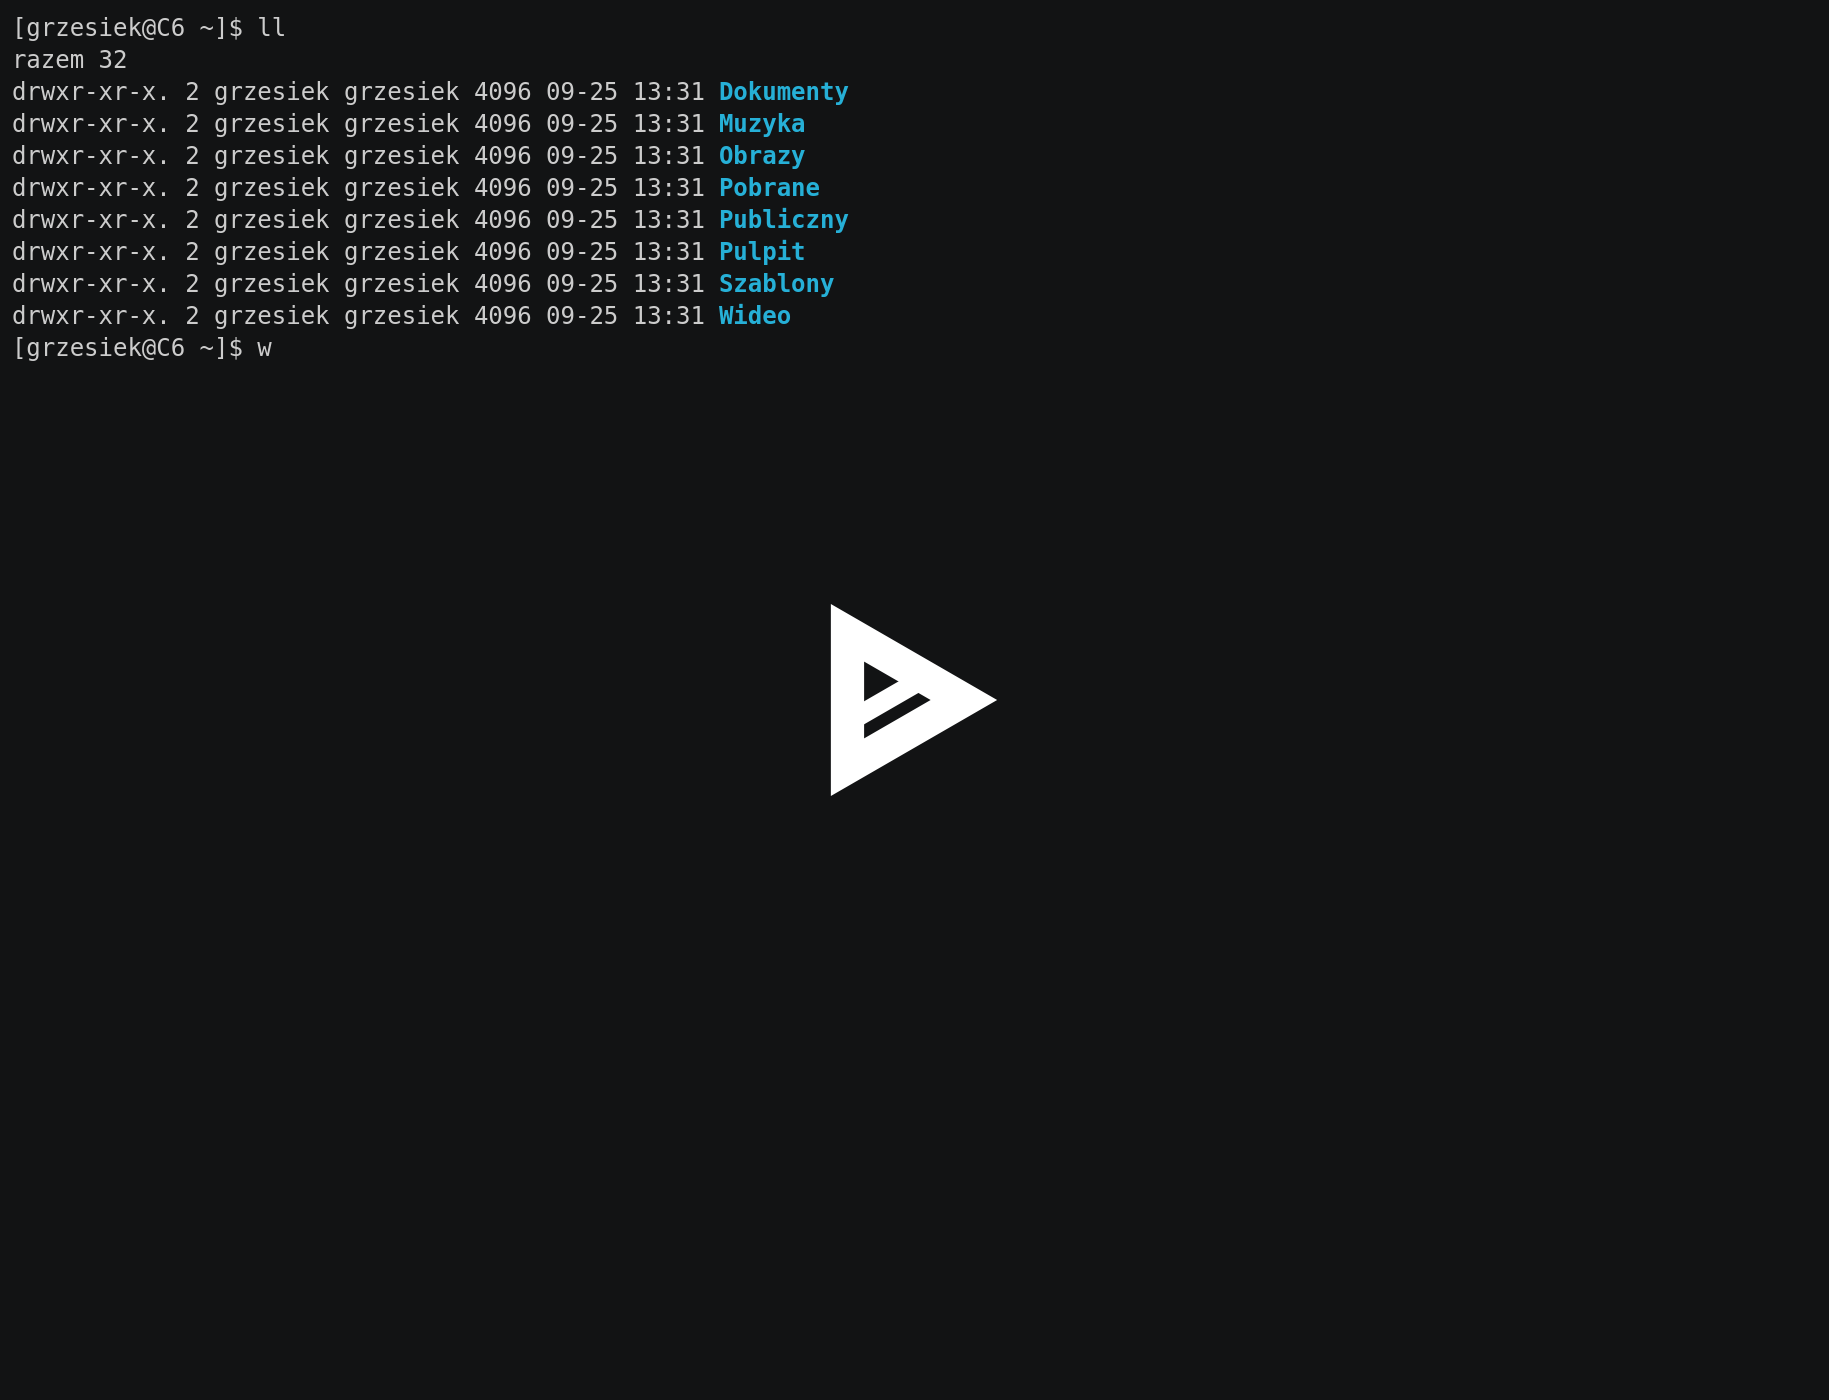 [grzesiek@C6 ~]$ ll
razem 32
drwxr-xr-x. 2 grzesiek grzesiek 4096 09-25 13:31 Dokumenty
drwxr-xr-x. 2 grzesiek grzesiek 4096 09-25 13:31 Muzyka
drwxr-xr-x. 2 grzesiek grzesiek 4096 09-25 13:31 Obrazy
drwxr-xr-x. 2 grzesiek grzesiek 4096 09-25 13:31 Pobrane
drwxr-xr-x. 2 grzesiek grzesiek 4096 09-25 13:31 Publiczny
drwxr-xr-x. 2 grzesiek grzesiek 4096 09-25 13:31 Pulpit
drwxr-xr-x. 2 grzesiek grzesiek 4096 09-25 13:31 Szablony
drwxr-xr-x. 2 grzesiek grzesiek 4096 09-25 13:31 Wideo
[grzesiek@C6 ~]$ w